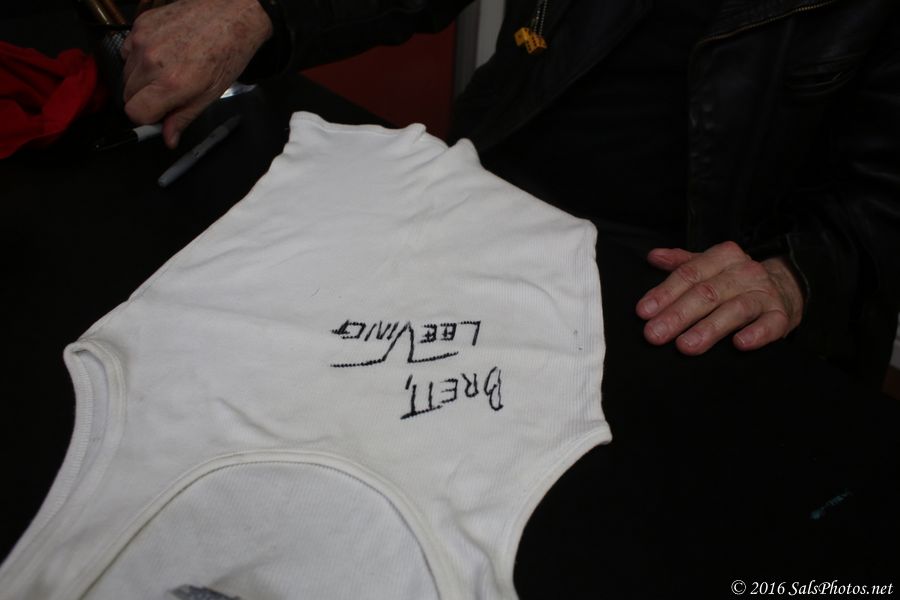 BRETT,
LEE VING
© 2016 SalsPhotos.net